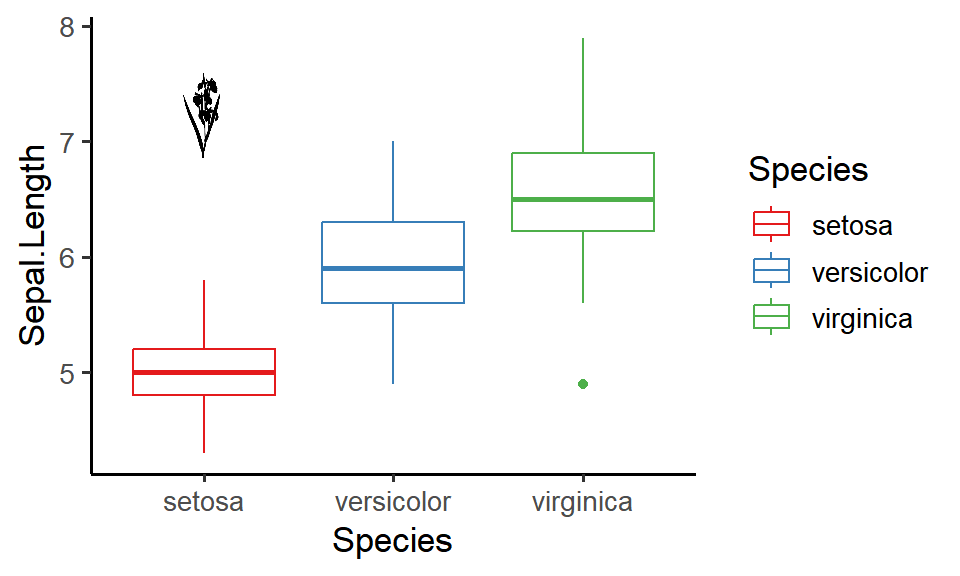 Sepal.Length
8
7
6
5
setosa
versicolor
virginica
Species
Species
setosa
versicolor
virginica